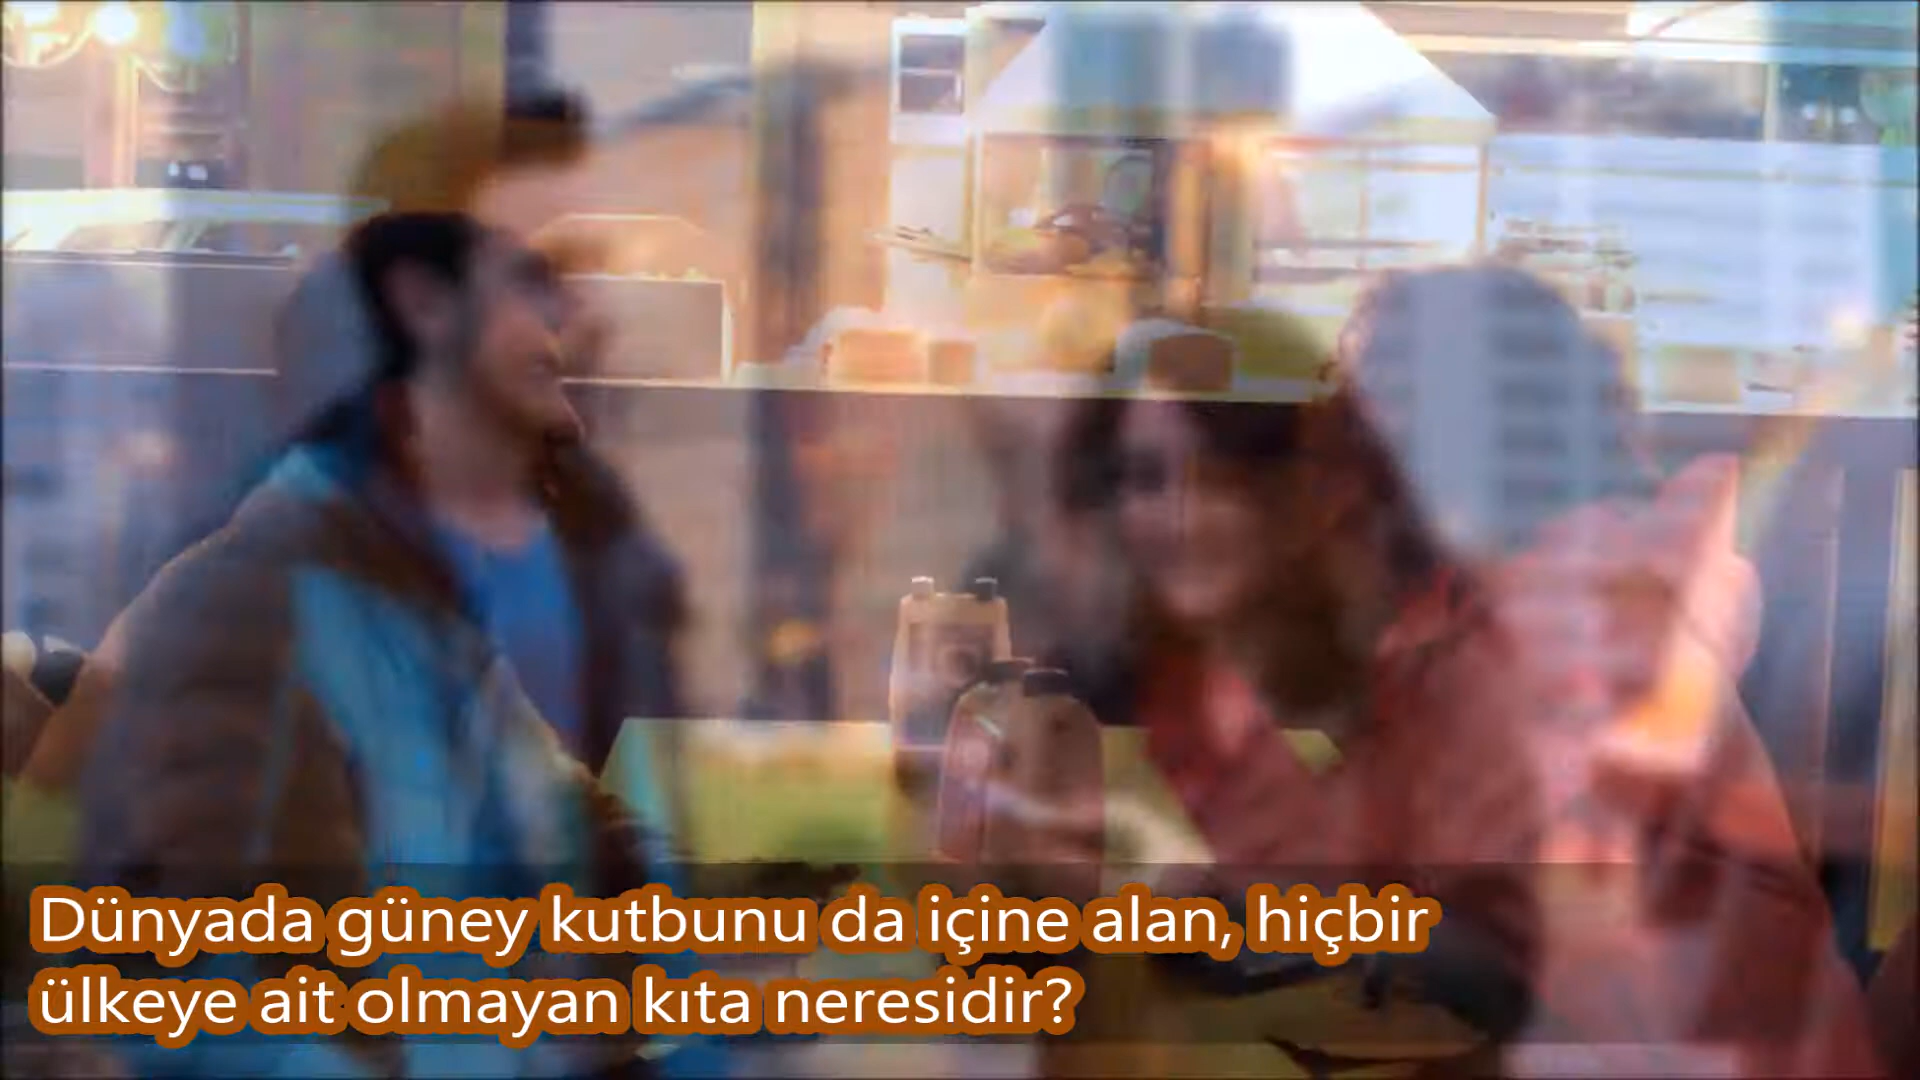 Dünyada güney kutbunu da içine alan, hiçbir
ülkeye ait olmayan kıta neresidir?